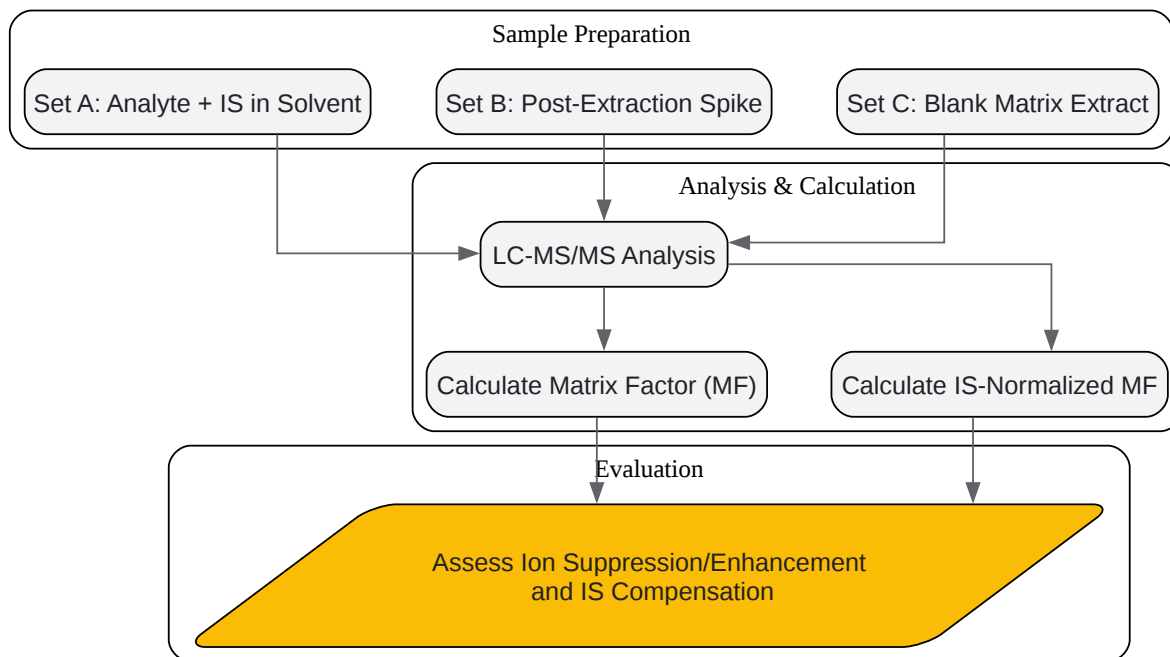 Sample Preparation
Set A: Analyte + IS in Solvent
Set B: Post-Extraction Spike
Set C: Blank Matrix Extract
Analysis & Calculation
LC-MS/MS Analysis
Calculate Matrix Factor (MF)
Calculate IS-Normalized MF
Evaluation
Assess Ion Suppression/Enhancement
and IS Compensation